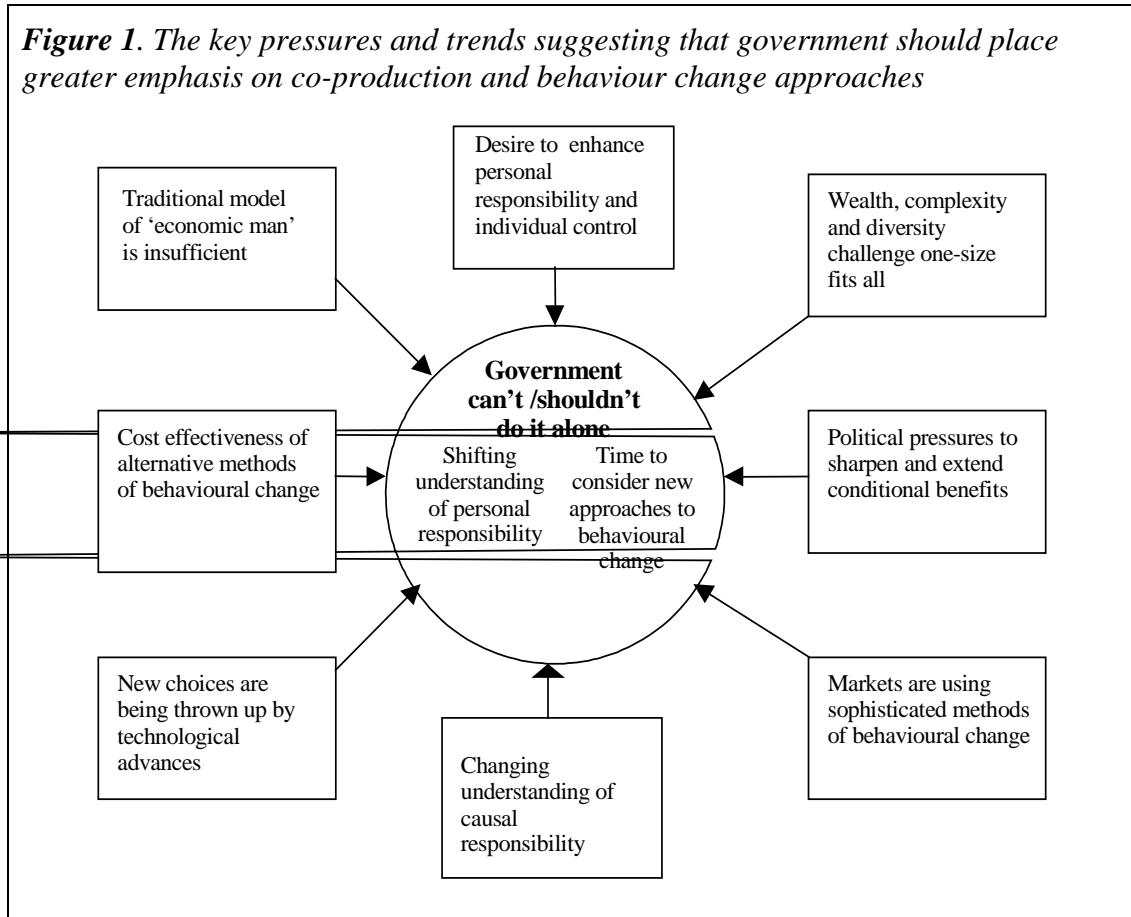 Figure 1. The key pressures and trends suggesting that government should place
greater emphasis on co-production and behaviour change approaches
Desire to enhance
personal
responsibility and
individual control
Traditional model
of ‘economic man’
is insufficient
Wealth, complexity
and diversity
challenge one-size
fits all
Government
can't /shouldn't
do it alone
Cost effectiveness of
alternative methods
of behavioural change
Shifting
understanding
of personal
responsibility
Time to
consider new
approaches to
behavioural
change
Political pressures to
sharpen and extend
conditional benefits
New choices are
being thrown up by
technological
advances
Changing
understanding of
causal
responsibility
Markets are using
sophisticated methods
of behavioural change